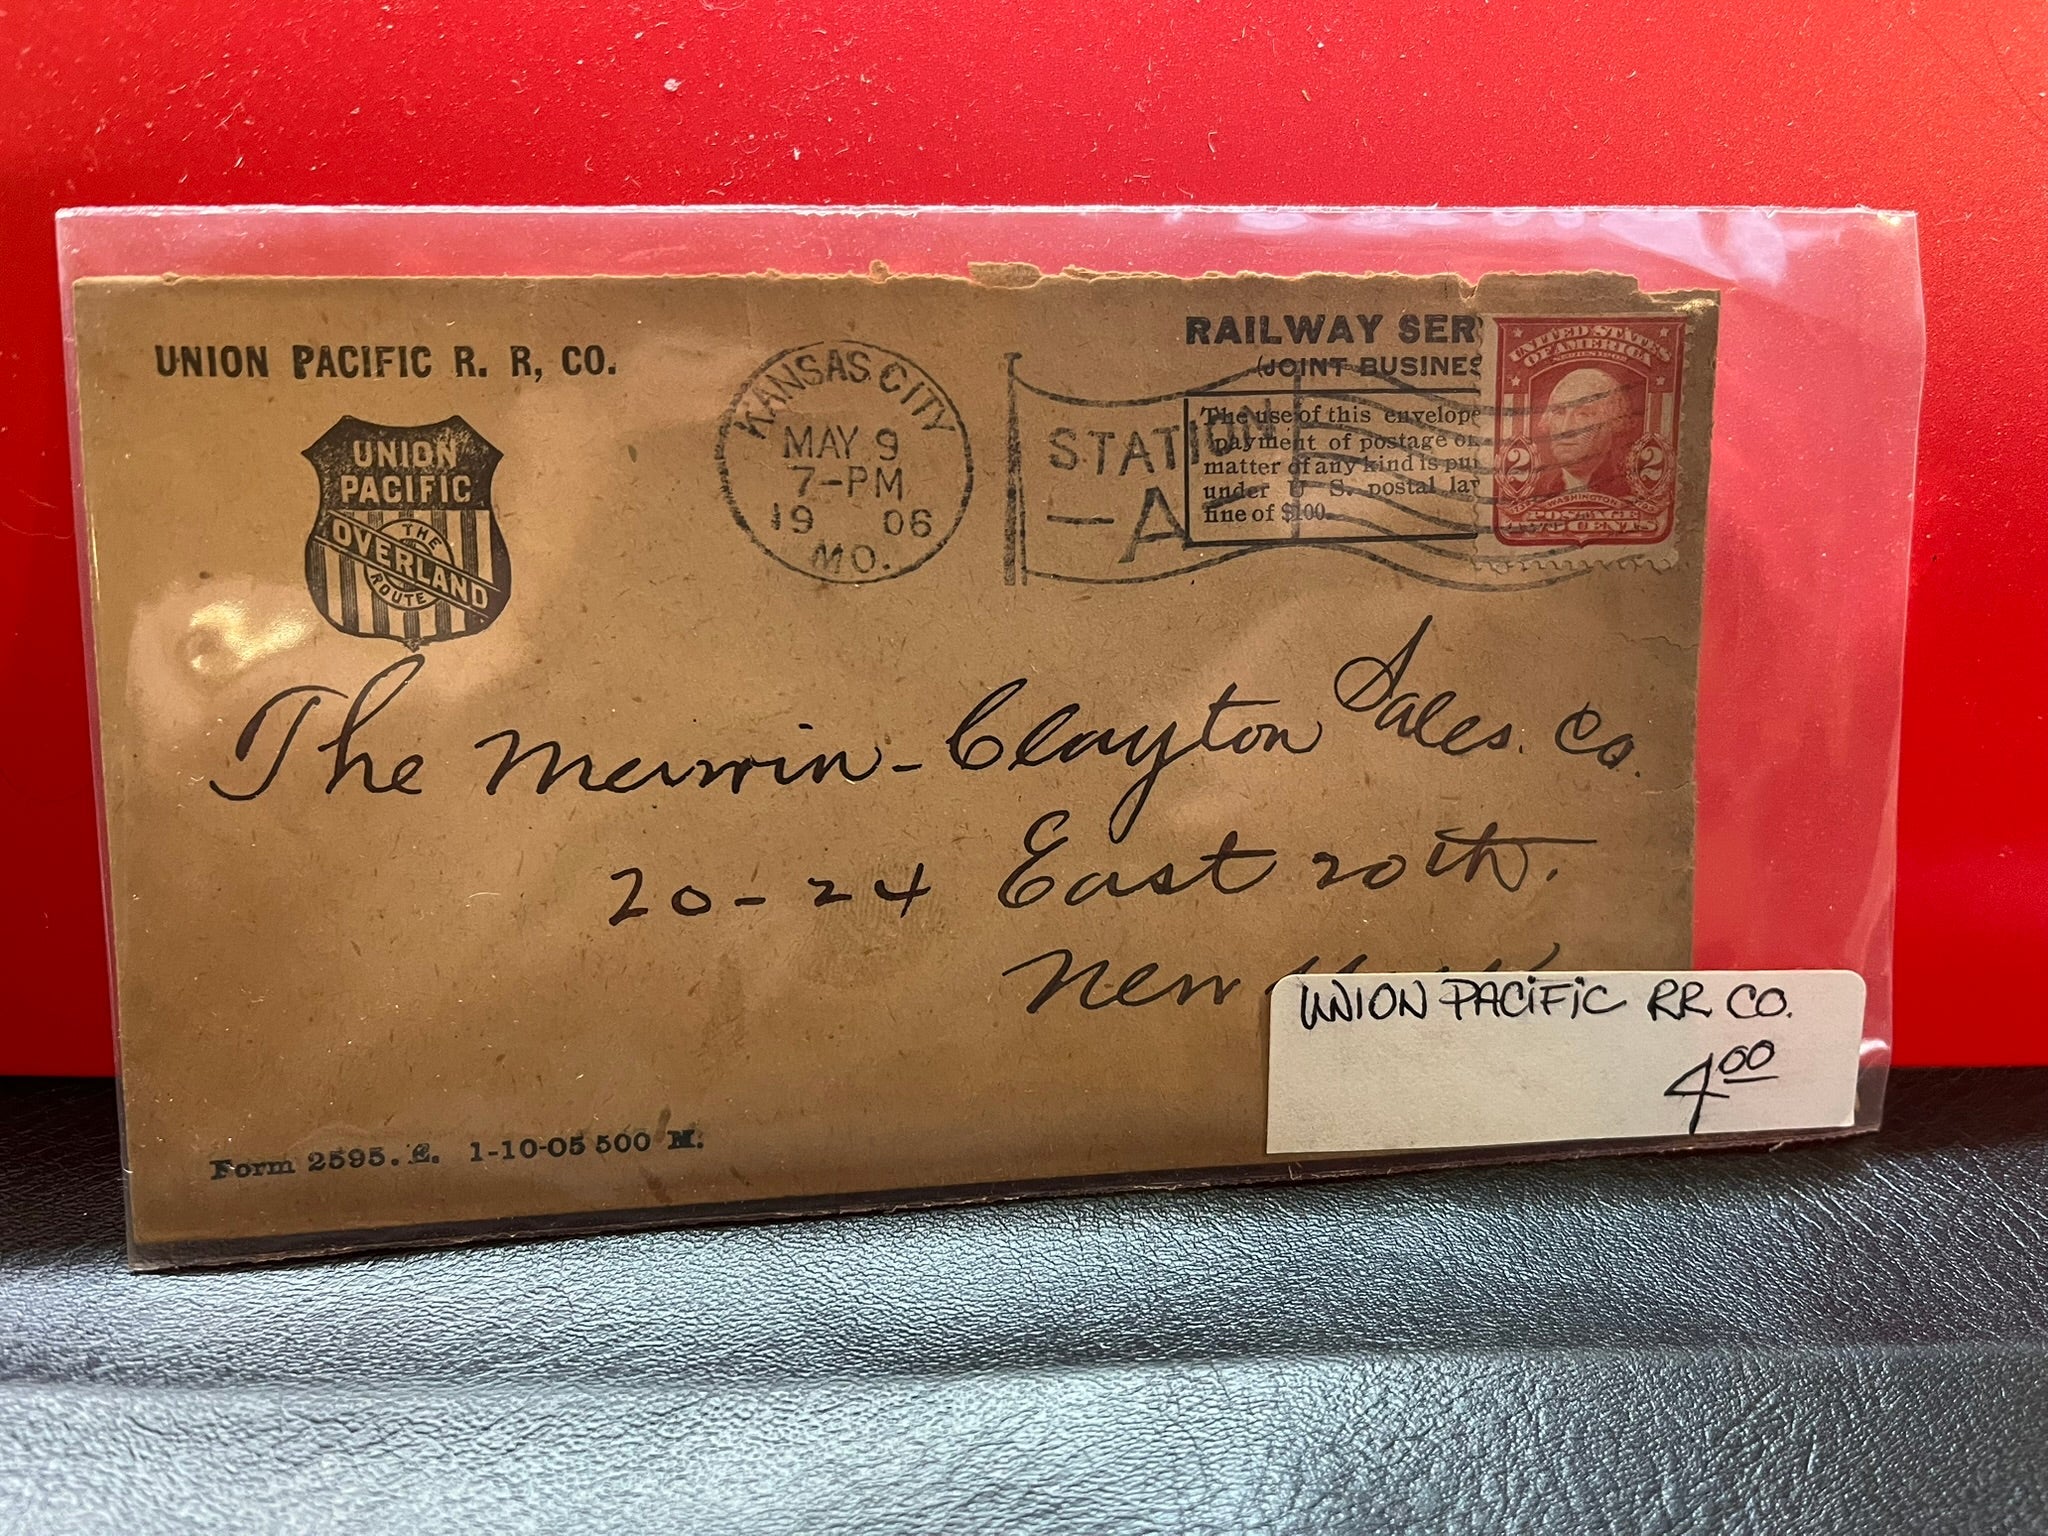 UNION PACIFIC R. R, CO.
UNION
PACIFIC
THE
OVERLAND
ROUTE
KANSAS CITY
MAY 9
7-PM
19 06
MO.
STATION
-A
RAILWAY SER
(JOINT BUSINES
The use of this envelope
payment of postage on
matter of any kind is pu
under U S. postal la
fine of $100.
UNITED STATES
OF AMERICA
2 2
WASHINGTON
POSTAGE
The Merwin-Clayton Sales. Co.
20-24 East 20th.
New
Form 2595. E. 1-10-05 500 M.
UNION PACIFIC RR CO.
4 00